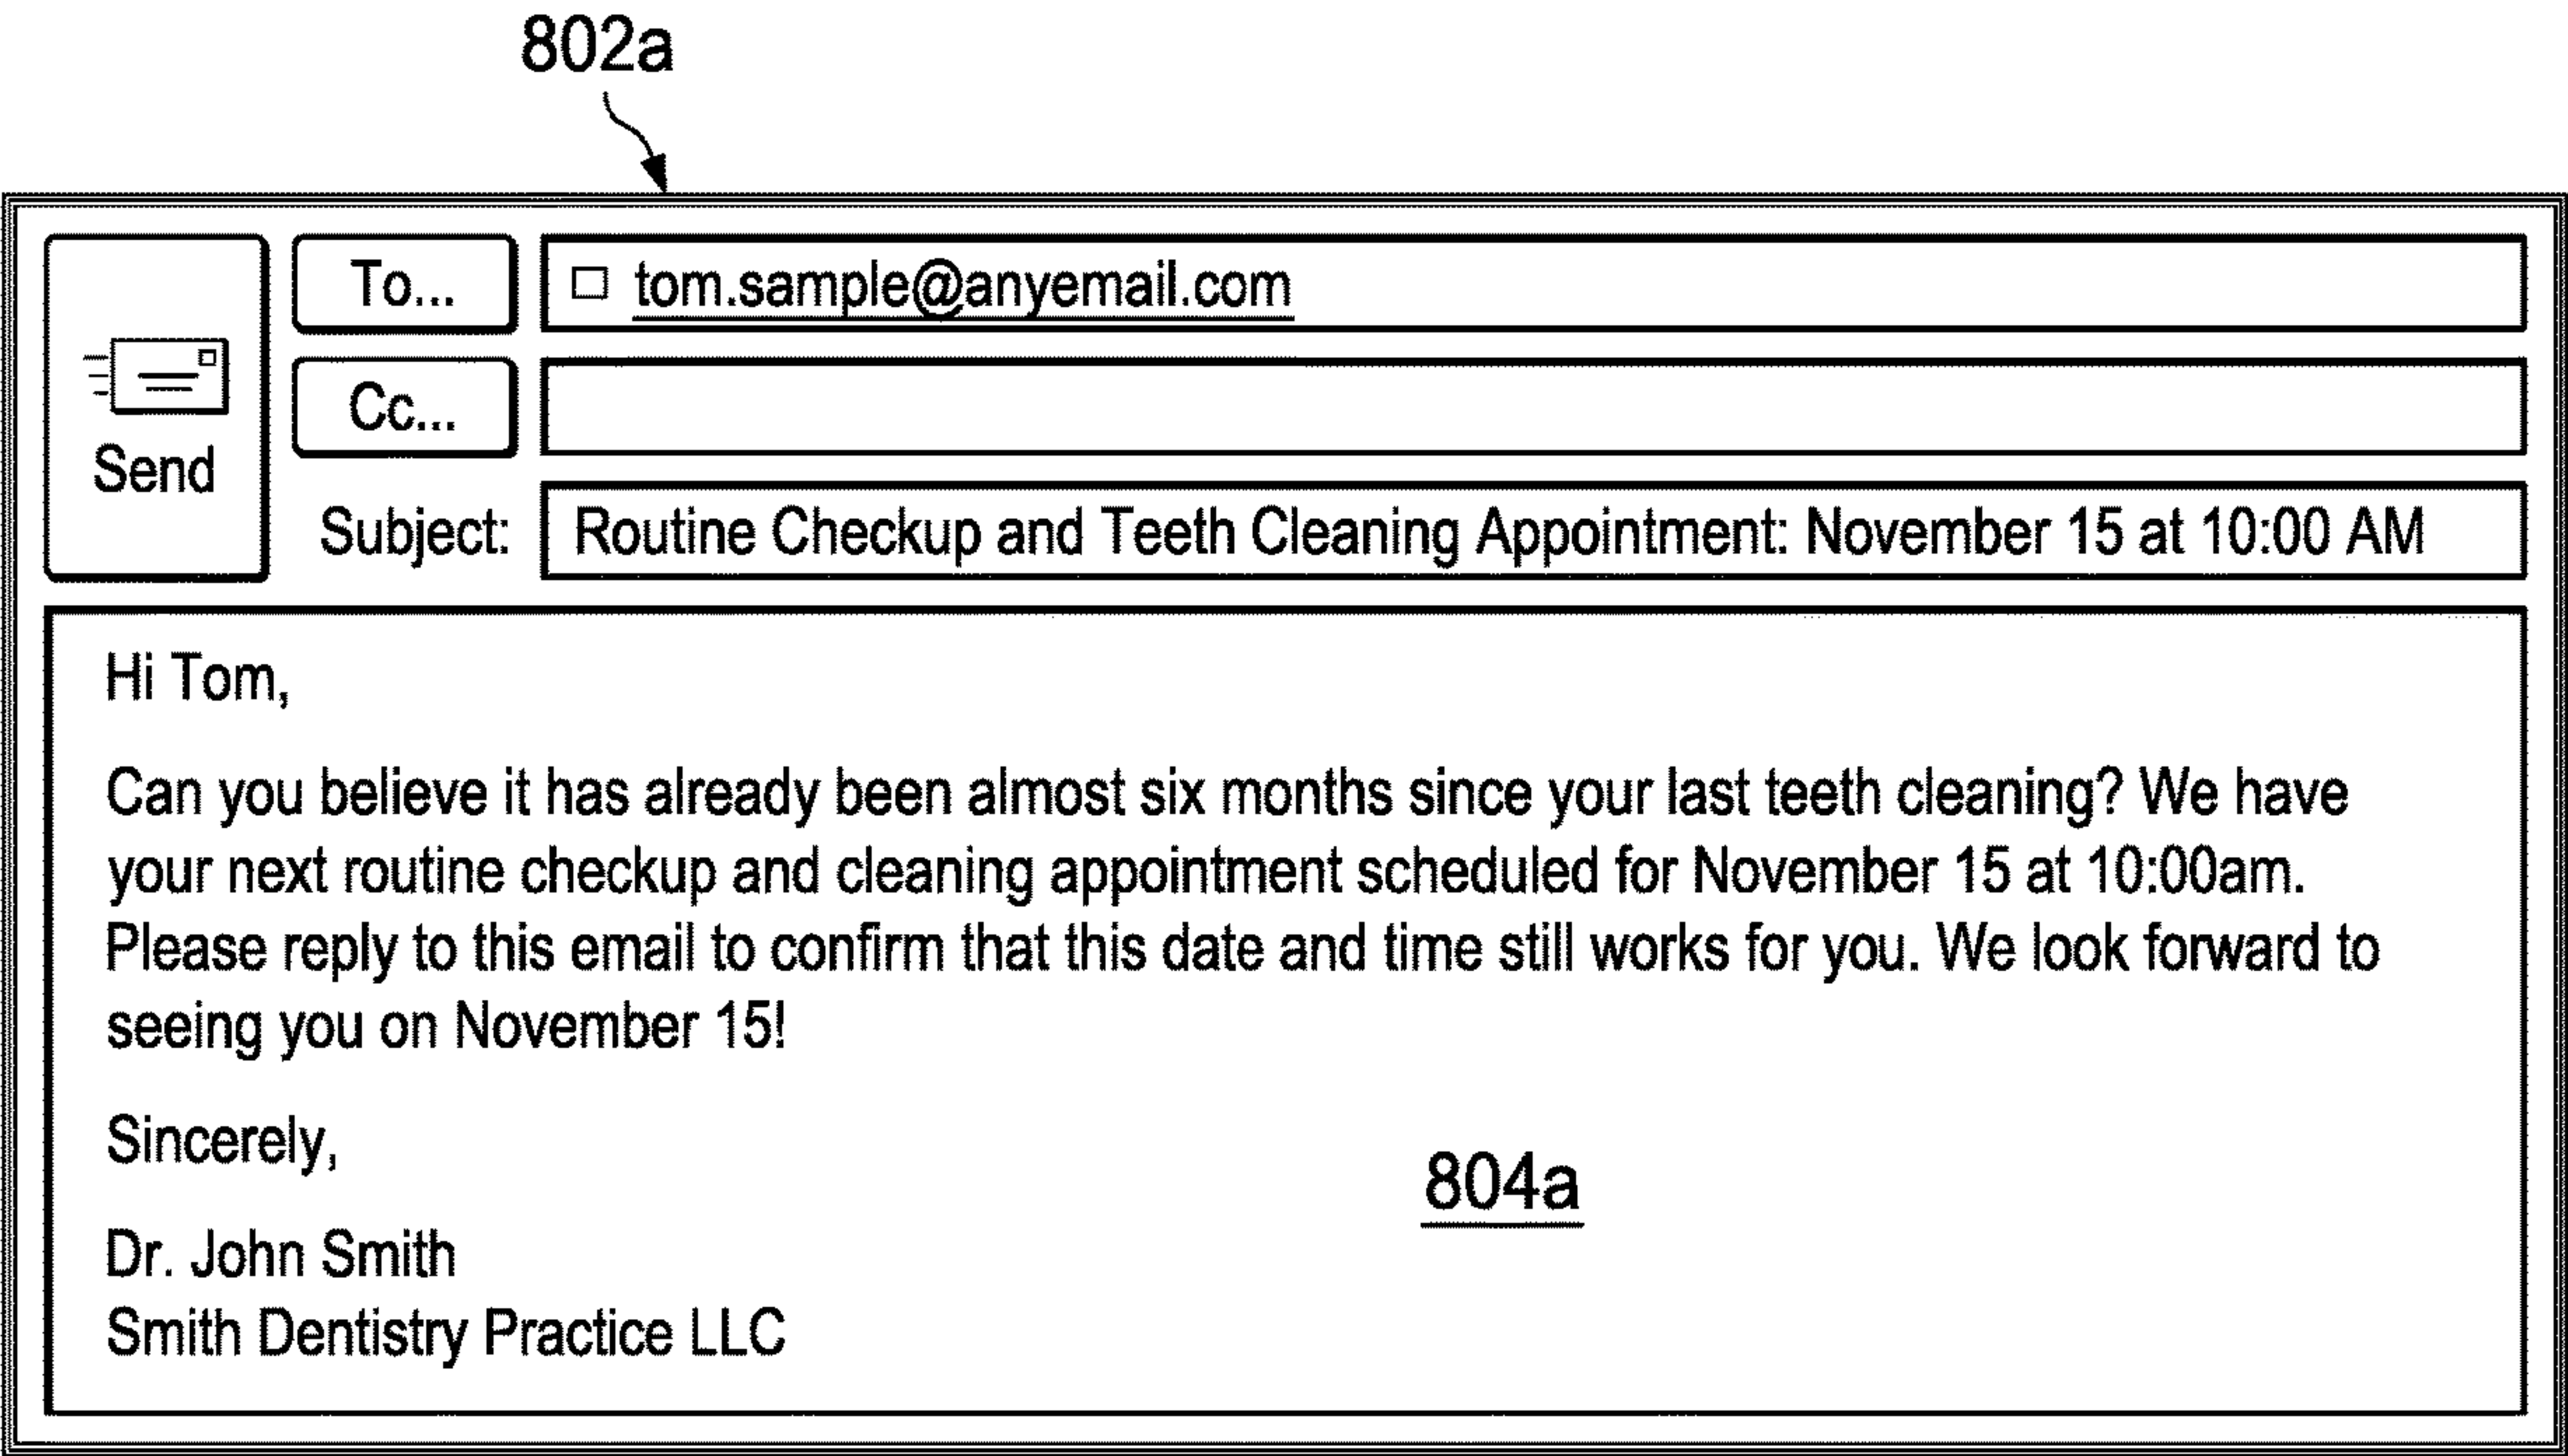 802a
To...
tom.sample@anyemail.com
Cc...
Send
Subject:
Routine Checkup and Teeth Cleaning Appointment: November 15 at 10:00 AM
Hi Tom,
Can you believe it has already been almost six months since your last teeth cleaning? We have
your next routine checkup and cleaning appointment scheduled for November 15 at 10:00am.
Please reply to this email to confirm that this date and time still works for you. We look forward to
seeing you on November 15!
Sincerely,
804a
Dr. John Smith
Smith Dentistry Practice LLC